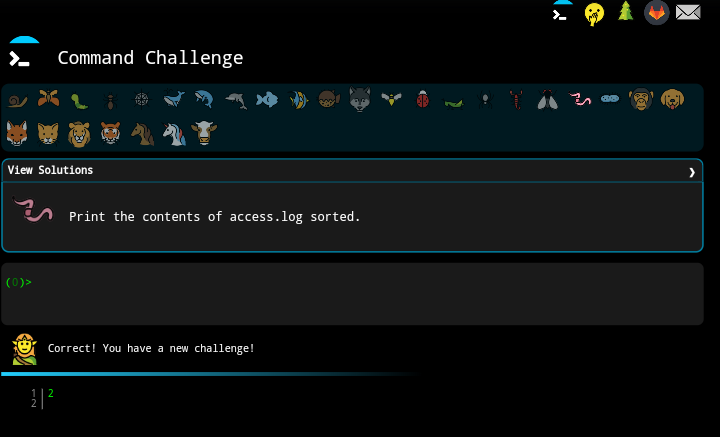 Command Challenge
View Solutions
Print the contents of access.log sorted.
(0)>
Correct! You have a new challenge!
1 2
2